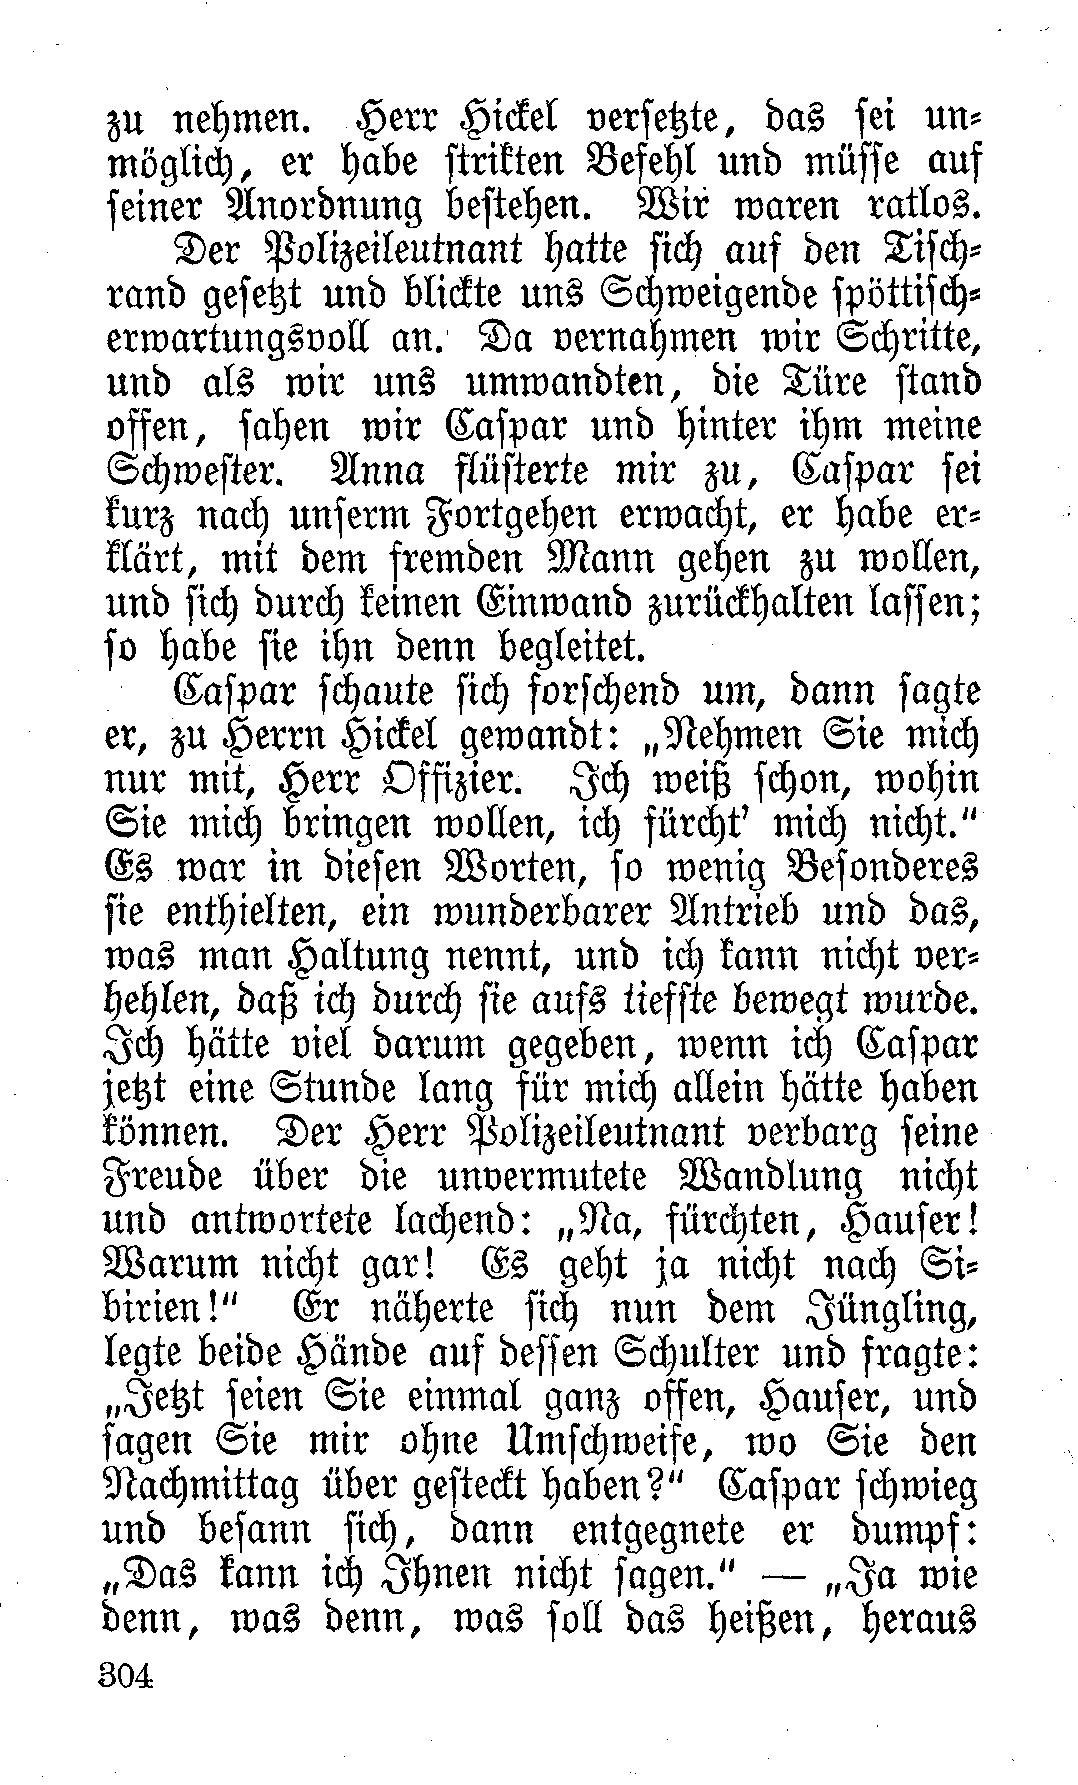 zu nehmen. Herr Hickel versetzte, das sei un-
möglich, er habe strikten Befehl und müsse auf
seiner Anordnung bestehen. Wir waren ratlos.
Der Polizeileutnant hatte sich auf den Tisch-
rand gesetzt und blickte uns Schweigende spöttisch-
erwartungsvoll an. Da vernahmen wir Schritte,
und als wir uns umwandten, die Türe stand
offen, sahen wir Caspar und hinter ihm meine
Schwester. Anna flüsterte mir zu, Caspar sei
kurz nach unserm Fortgehen erwacht, er habe er-
klärt, mit dem fremden Mann gehen zu wollen,
und sich durch keinen Einwand zurückhalten lassen;
so habe sie ihn denn begleitet.
Caspar schaute sich forschend um, dann sagte
er, zu Herrn Hickel gewandt: „Nehmen Sie mich
nur mit, Herr Offizier. Ich weiß schon, wohin
Sie mich bringen wollen, ich fürcht' mich nicht."
Es war in diesen Worten, so wenig Besonderes
sie enthielten, ein wunderbarer Antrieb und das,
was man Haltung nennt, und ich kann nicht ver-
hehlen, daß ich durch sie aufs tiefste bewegt wurde.
Ich hätte viel darum gegeben, wenn ich Caspar
jetzt eine Stunde lang für mich allein hätte haben
können. Der Herr Polizeileutnant verbarg seine
Freude über die unvermutete Wandlung nicht
und antwortete lachend: „Na, fürchten, Hauser!
Warum nicht gar! Es geht ja nicht nach Si-
birien!" Er näherte sich nun dem Jüngling,
legte beide Hände auf dessen Schulter und fragte:
„Jetzt seien Sie einmal ganz offen, Hauser, und
sagen Sie mir ohne Umschweife, wo Sie den
Nachmittag über gesteckt haben?" Caspar schwieg
und besann sich, dann entgegnete er dumpf:
„Das kann ich Ihnen nicht sagen." — „Ja wie
denn, was denn, was soll das heißen, heraus
304